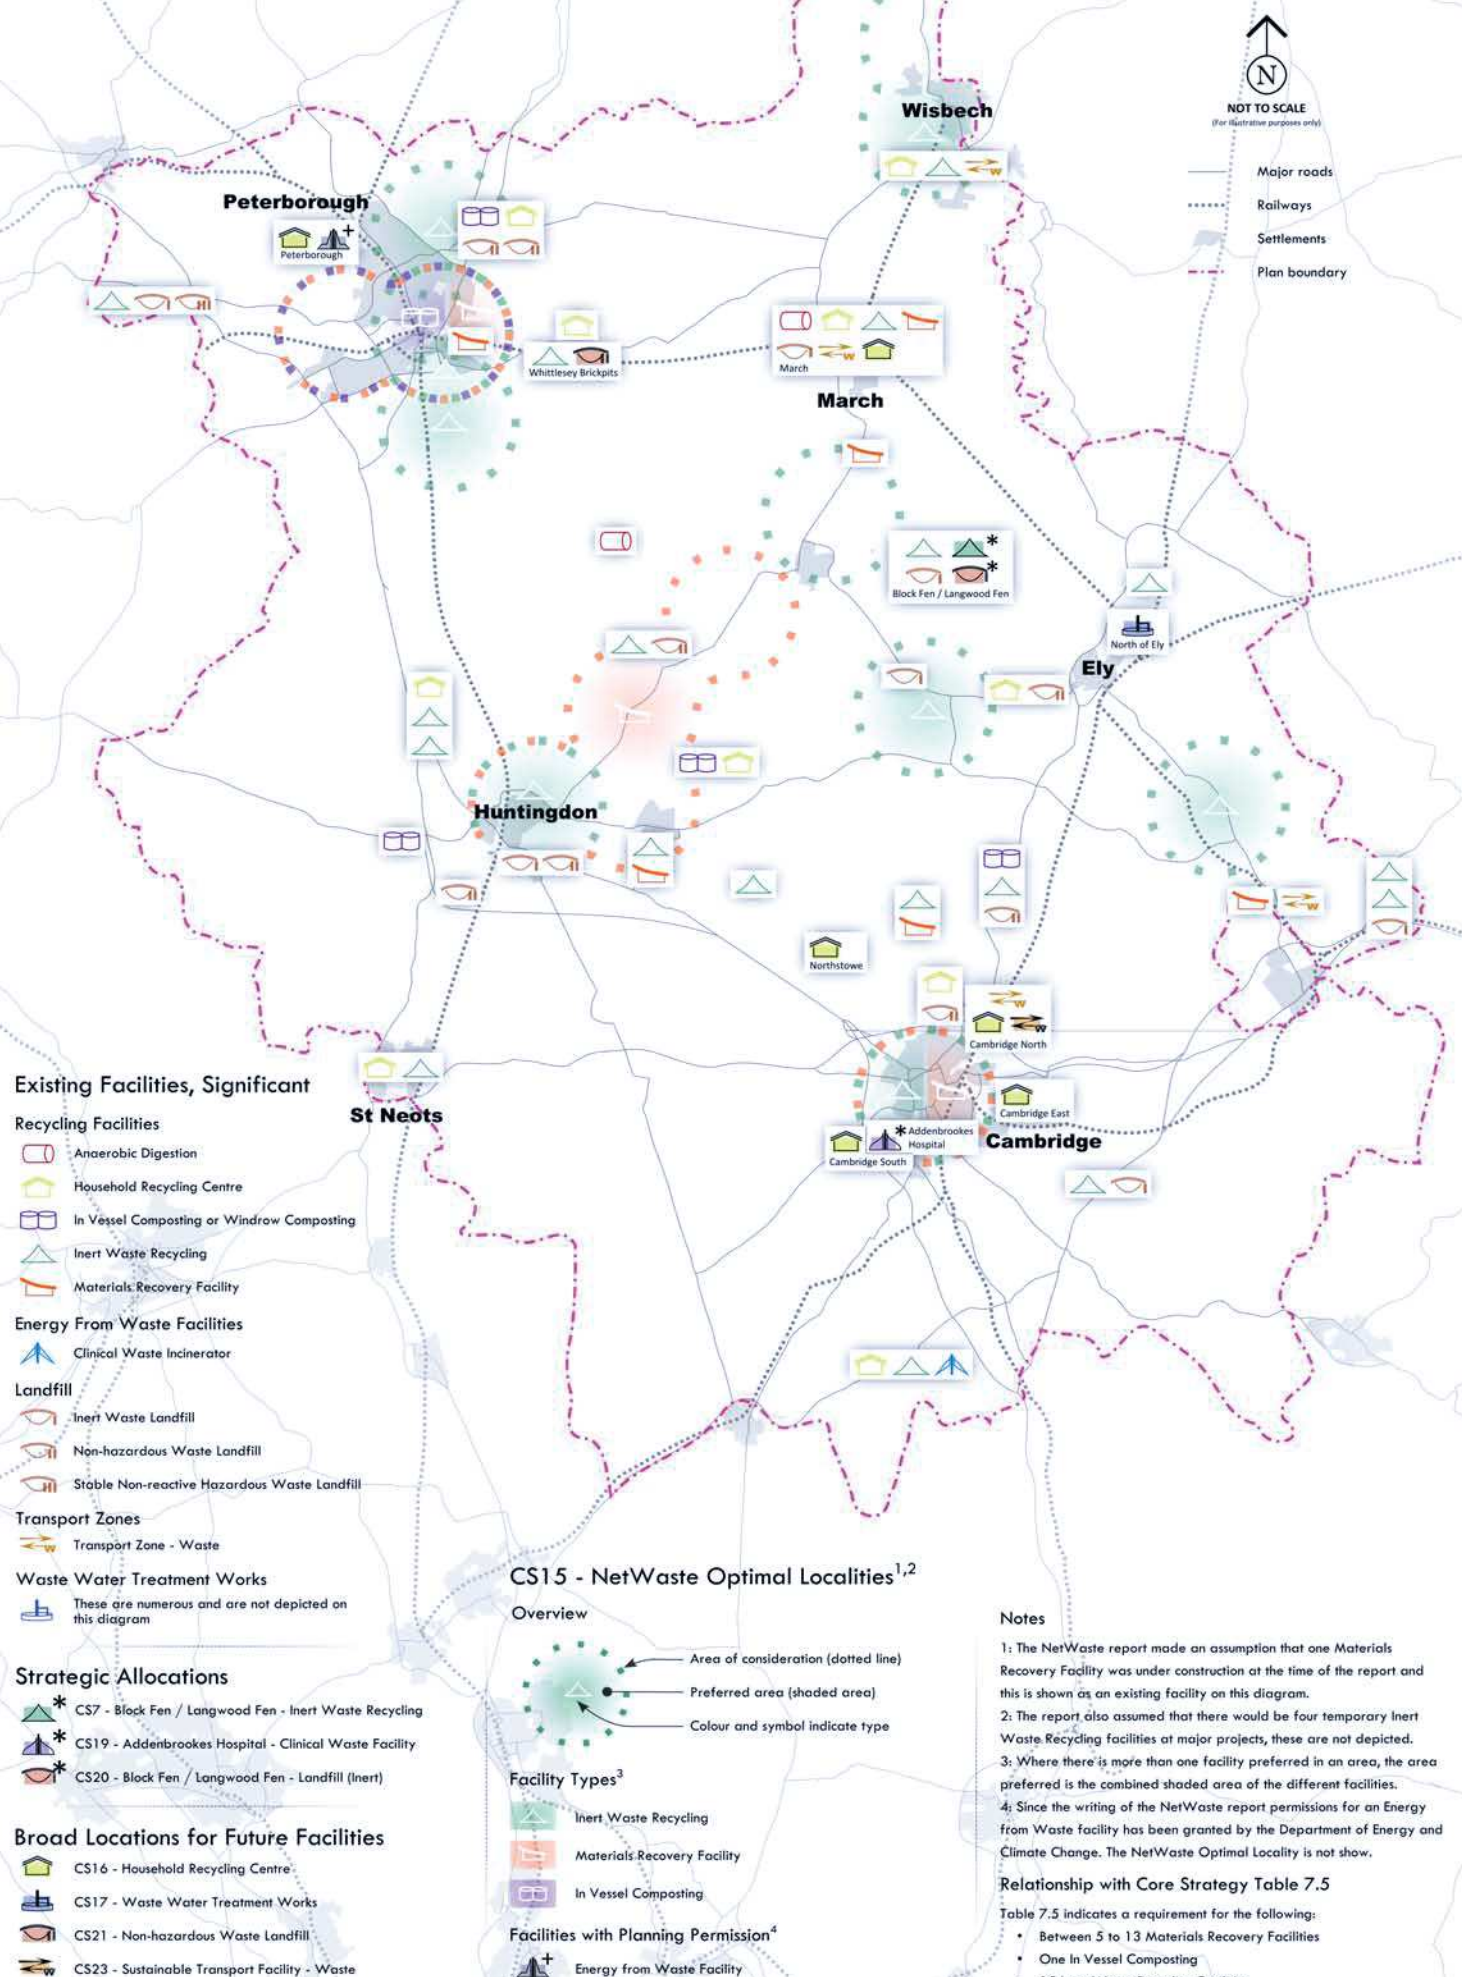 Wisbech
N
NOT TO SCALE
(For illustrative purposes only)
Major roads
Railways
Settlements
Plan boundary
Peterborough
Peterborough
Whittlesey Brickpits
March
March
Block Fen / Langwood Fen
North of Ely
Ely
Huntingdon
Northstowe
Cambridge North
Cambridge East
Addenbrookes
Hospital
Cambridge
Cambridge South
St Neots
Existing Facilities, Significant
Recycling Facilities
Anaerobic Digestion
Household Recycling Centre
In Vessel Composting or Windrow Composting
Inert Waste Recycling
Materials Recovery Facility
Energy From Waste Facilities
Clinical Waste Incinerator
Landfill
Inert Waste Landfill
Non-hazardous Waste Landfill
Stable Non-reactive Hazardous Waste Landfill
Transport Zones
Transport Zone - Waste
Waste Water Treatment Works
These are numerous and are not depicted on
this diagram
Strategic Allocations
CS7 - Block Fen / Langwood Fen - Inert Waste Recycling
CS19 - Addenbrookes Hospital - Clinical Waste Facility
CS20 - Block Fen / Langwood Fen - Landfill (Inert)
Broad Locations for Future Facilities
CS16 - Household Recycling Centre
CS17 - Waste Water Treatment Works
CS21 - Non-hazardous Waste Landfill
CS23 - Sustainable Transport Facility - Waste
CS15 - NetWaste Optimal Localities1,2
Overview
Area of consideration (dotted line)
Preferred area (shaded area)
Colour and symbol indicate type
Facility Types3
Inert Waste Recycling
Materials Recovery Facility
In Vessel Composting
Facilities with Planning Permission4
Energy from Waste Facility
Notes
1: The NetWaste report made an assumption that one Materials
Recovery Facility was under construction at the time of the report and
this is shown as an existing facility on this diagram.
2: The report also assumed that there would be four temporary Inert
Waste Recycling facilities at major projects, these are not depicted.
3: Where there is more than one facility preferred in an area, the area
preferred is the combined shaded area of the different facilities.
4: Since the writing of the NetWaste report permissions for an Energy
from Waste facility has been granted by the Department of Energy and
Climate Change. The NetWaste Optimal Locality is not show.
Relationship with Core Strategy Table 7.5
Table 7.5 indicates a requirement for the following:
• Between 5 to 13 Materials Recovery Facilities
• One In Vessel Composting